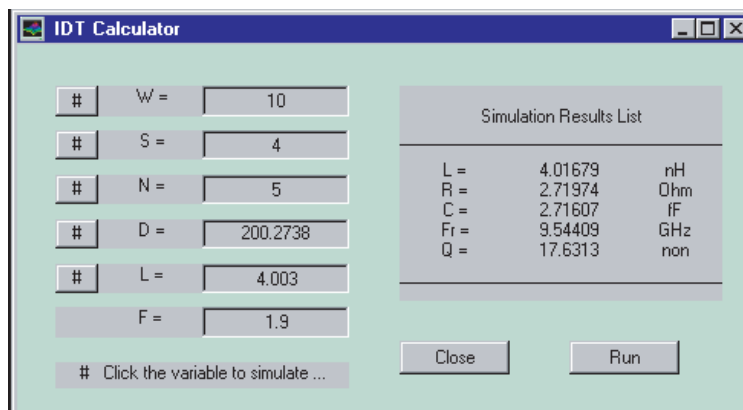 IDT Calculator
# W = 10
# S = 4
# N = 5
# D = 200.2738
# L = 4.003
F = 1.9
# Click the variable to simulate ...
Simulation Results List
L = 4.01679 nH
R = 2.71974 Ohm
C = 2.71607 fF
Fr = 9.54409 GHz
Q = 17.6313 non
Close
Run